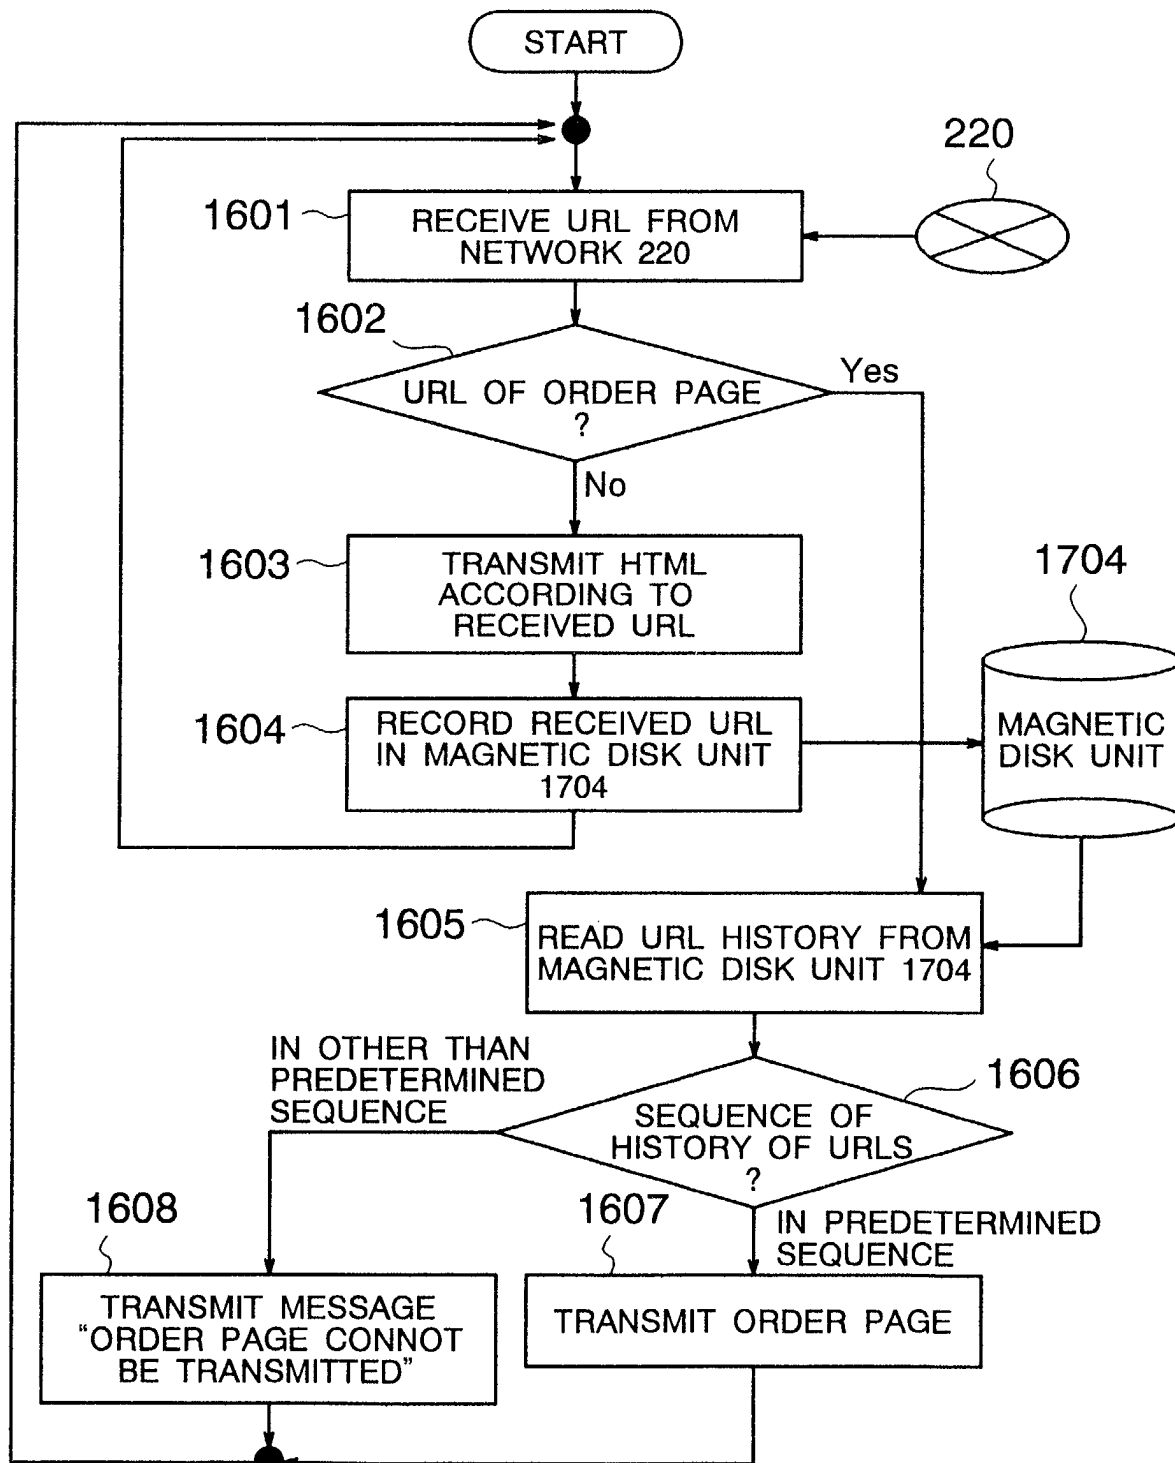 START
220
1601
RECEIVE URL FROM
NETWORK 220
1602
URL OF ORDER PAGE
?
Yes
No
1603
TRANSMIT HTML
ACCORDING TO
RECEIVED URL
1704
1604
RECORD RECEIVED URL
IN MAGNETIC DISK UNIT
1704
MAGNETIC
DISK UNIT
1605
READ URL HISTORY FROM
MAGNETIC DISK UNIT 1704
IN OTHER THAN
PREDETERMINED
SEQUENCE
1606
SEQUENCE OF
HISTORY OF URLS
?
1608
1607
IN PREDETERMINED
SEQUENCE
TRANSMIT MESSAGE
“ORDER PAGE CONNOT
BE TRANSMITTED”
TRANSMIT ORDER PAGE